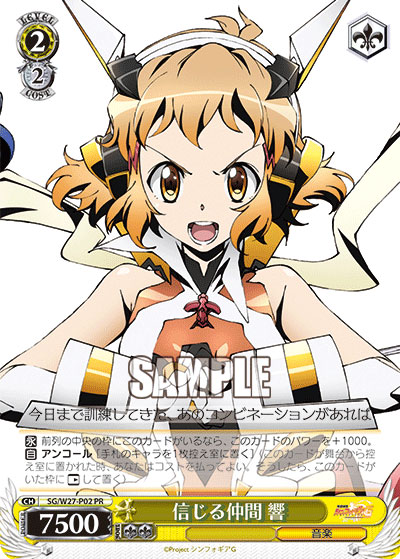 LEVEL
2
2
COST
SAMPLE
今日まで訓練してきた、あのコンビネーションがあれば
永 前列の中央の枠にこのカードがいるなら、このカードのパワーを＋1000。
自 アンコール［手札のキャラを1枚控え室に置く］（このカードが舞台から
控え室に置かれた時、あなたはコストを払ってよい。そうしたら、このカードが
いた枠に［レスト］して置く）
CH
SG/W27-P02 PR
POWER
7500
信じる仲間 響
音楽
©Project シンフォギアG